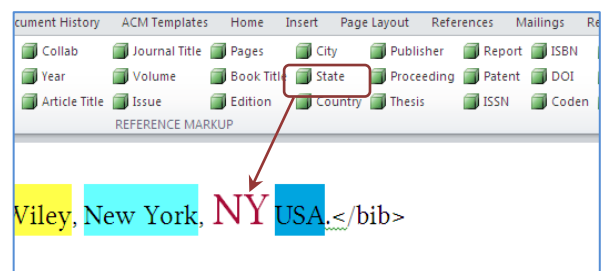 cument History ACM Templates Home Insert Page Layout References Mailings Re
Collab Journal Title Pages City Publisher Report ISBN
Year Volume Book Title State Proceeding Patent DOI
Article Title Issue Edition Country Thesis ISSN Coden
REFERENCE MARKUP
Viley, New York, NY USA.</bib>